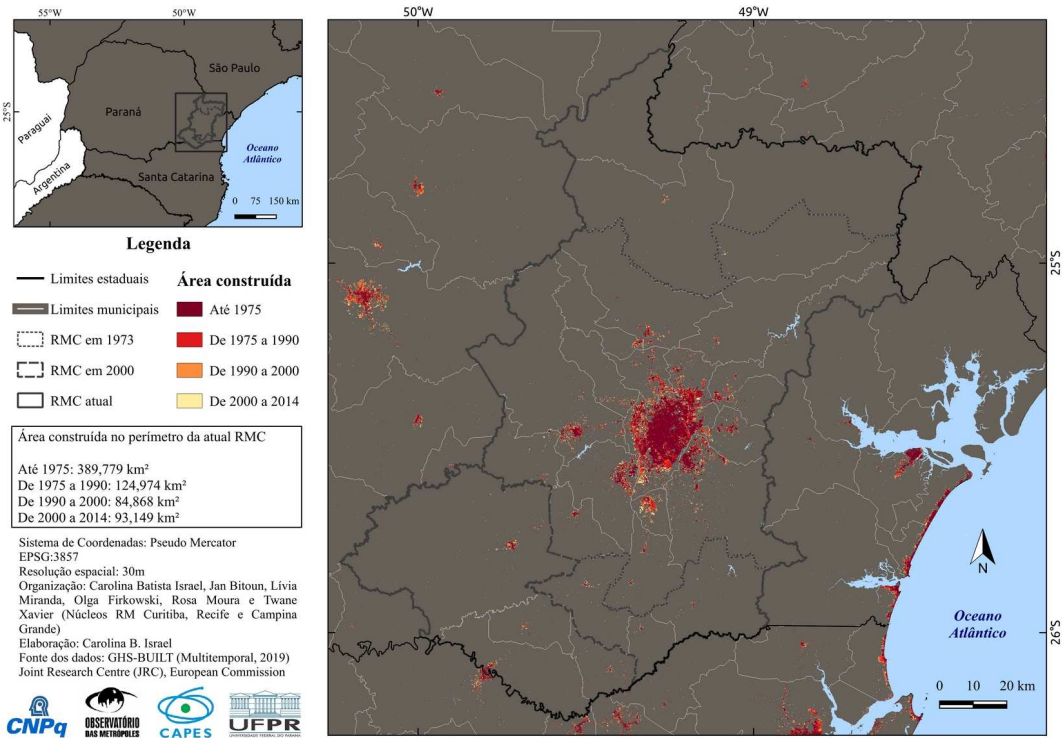 55°W
50°W
São Paulo
25°S
Paraná
Paraguai
Argentina
Oceano
Atlântico
Santa Catarina
0 75 150 km
Legenda
Limites estaduais
Limites municipais
RMC em 1973
RMC em 2000
RMC atual
Área construída
Até 1975
De 1975 a 1990
De 1990 a 2000
De 2000 a 2014
Área construída no perímetro da atual RMC
Até 1975: 389,779 km²
De 1975 a 1990: 124,974 km²
De 1990 a 2000: 84,868 km²
De 2000 a 2014: 93,149 km²
Sistema de Coordenadas: Pseudo Mercator
EPSG:3857
Resolução espacial: 30m
Organização: Carolina Batista Israel, Jan Bitoun, Lívia
Miranda, Olga Firkowski, Rosa Moura e Twane
Xavier (Núcleos RM Curitiba, Recife e Campina
Grande)
Elaboração: Carolina B. Israel
Fonte dos dados: GHS-BUILT (Multitemporal, 2019)
Joint Research Centre (JRC), European Commission
CNPq
OBSERVATÓRIO
DAS METRÓPOLES
CAPES
UFPR
UNIVERSIDADE FEDERAL DO PARANÁ
50°W
49°W
25°S
26°S
N
Oceano
Atlântico
0 10 20 km